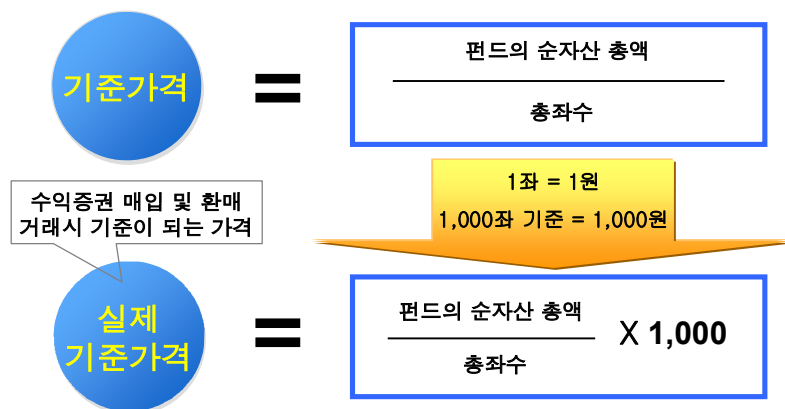 기준가격
=
펀드의 순자산 총액
총좌수
1좌 = 1원
1,000좌 기준 = 1,000원
수익증권 매입 및 환매
거래시 기준이 되는 가격
실제
기준가격
=
펀드의 순자산 총액
총좌수
X 1,000